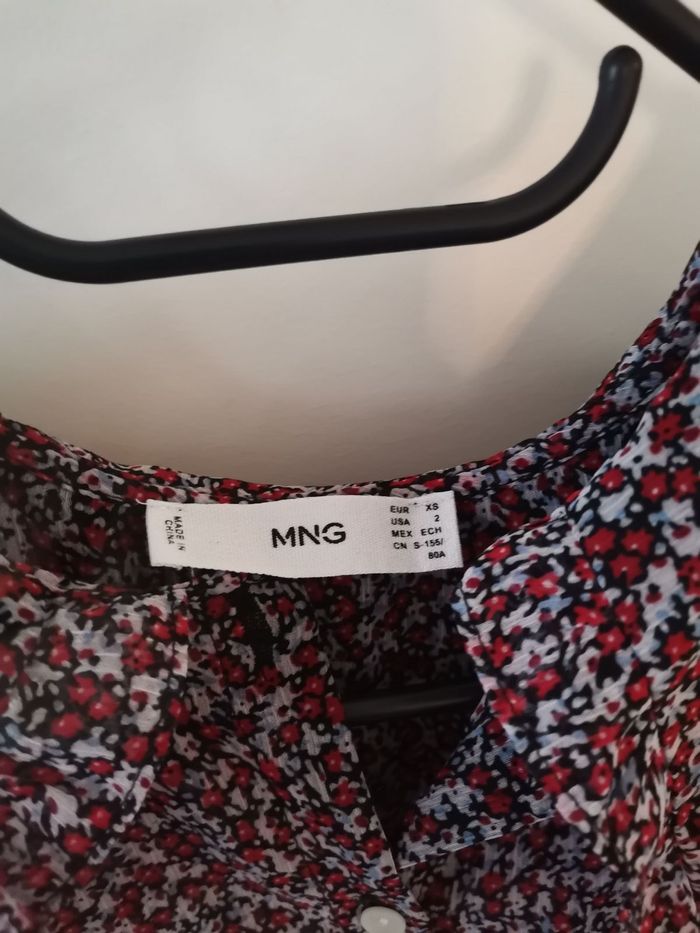 MADE IN
CHINA
MNG
EUR XS
USA 2
MEX ECH
CN S-155/
80A